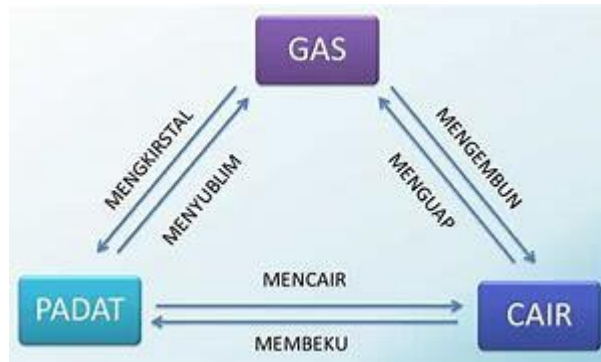 GAS
MENGKIRSTAL
MENYUBLIM
MENGUAP
MENGEMBUN
PADAT
MENCAIR
MEMBEKU
CAIR